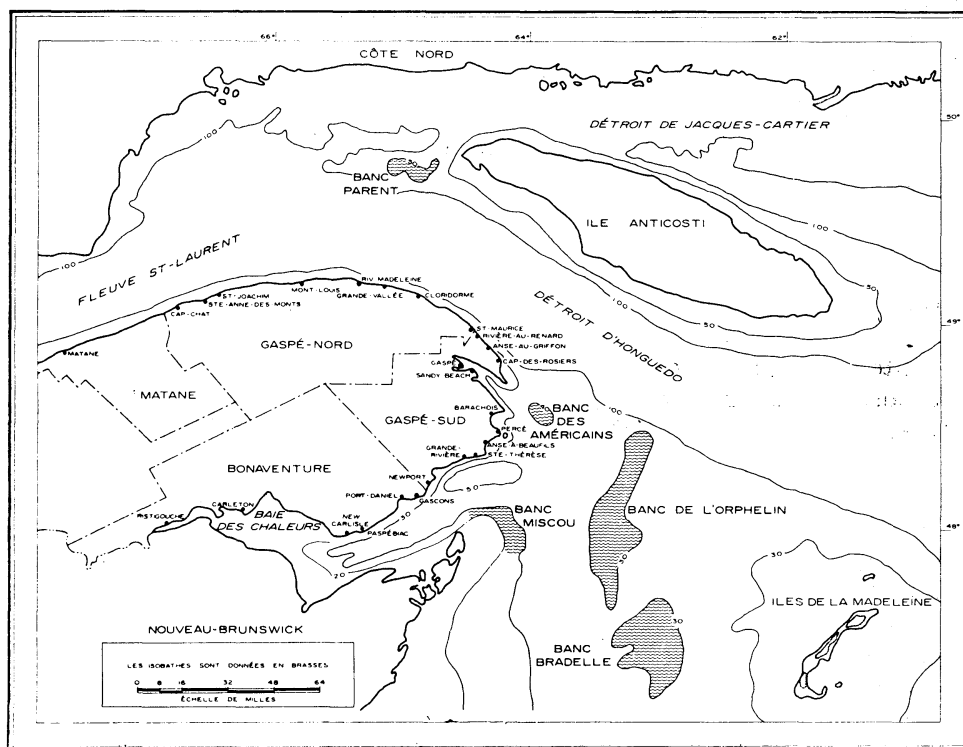 66°
64°
62°
CÔTE NORD
50°
DÉTROIT DE JACQUES-CARTIER
100
50
BANC
PARENT
ILE ANTICOSTI
100
FLEUVE ST-LAURENT
100
50
RIV. MADELEINE
MONT-LOUIS
GRANDE-VALLÉE
CLORIDORME
ST-JOACHIM
STE-ANNE-DES MONTS
CAP-CHAT
DÉTROIT D'HONGUEDO
100
50
49°
ST-MAURICE
RIVIÈRE-AU-RENARD
ANSE-AU-GRIFFON
CAP-DES-ROSIERS
GASPÉ-NORD
MATANE
GASPÉ
SANDY BEACH
MATANE
GASPÉ-SUD
BARACHOIS
BANC
DES
AMÉRICAINS
100
PERCÉ
ANSE-À-BEAUFILS
GRANDE-
RIVIÈRE
STE-THÉRÈSE
BONAVENTURE
NEWPORT
50
PORT-DANIEL
GASCONS
CARLETON
RISTIGOUCHE
BAIE
DES CHALEURS
NEW
CARLISLE
PASPÉBIAC
50
BANC
MISCOU
BANC DE L'ORPHELIN
48°
20
30
30
ILES DE LA MADELEINE
30
BANC
BRADELLE
NOUVEAU-BRUNSWICK
LES ISOBATHES SONT DONNÉES EN BRASSES
0 8 16 32 48 64
ÉCHELLE DE MILLES